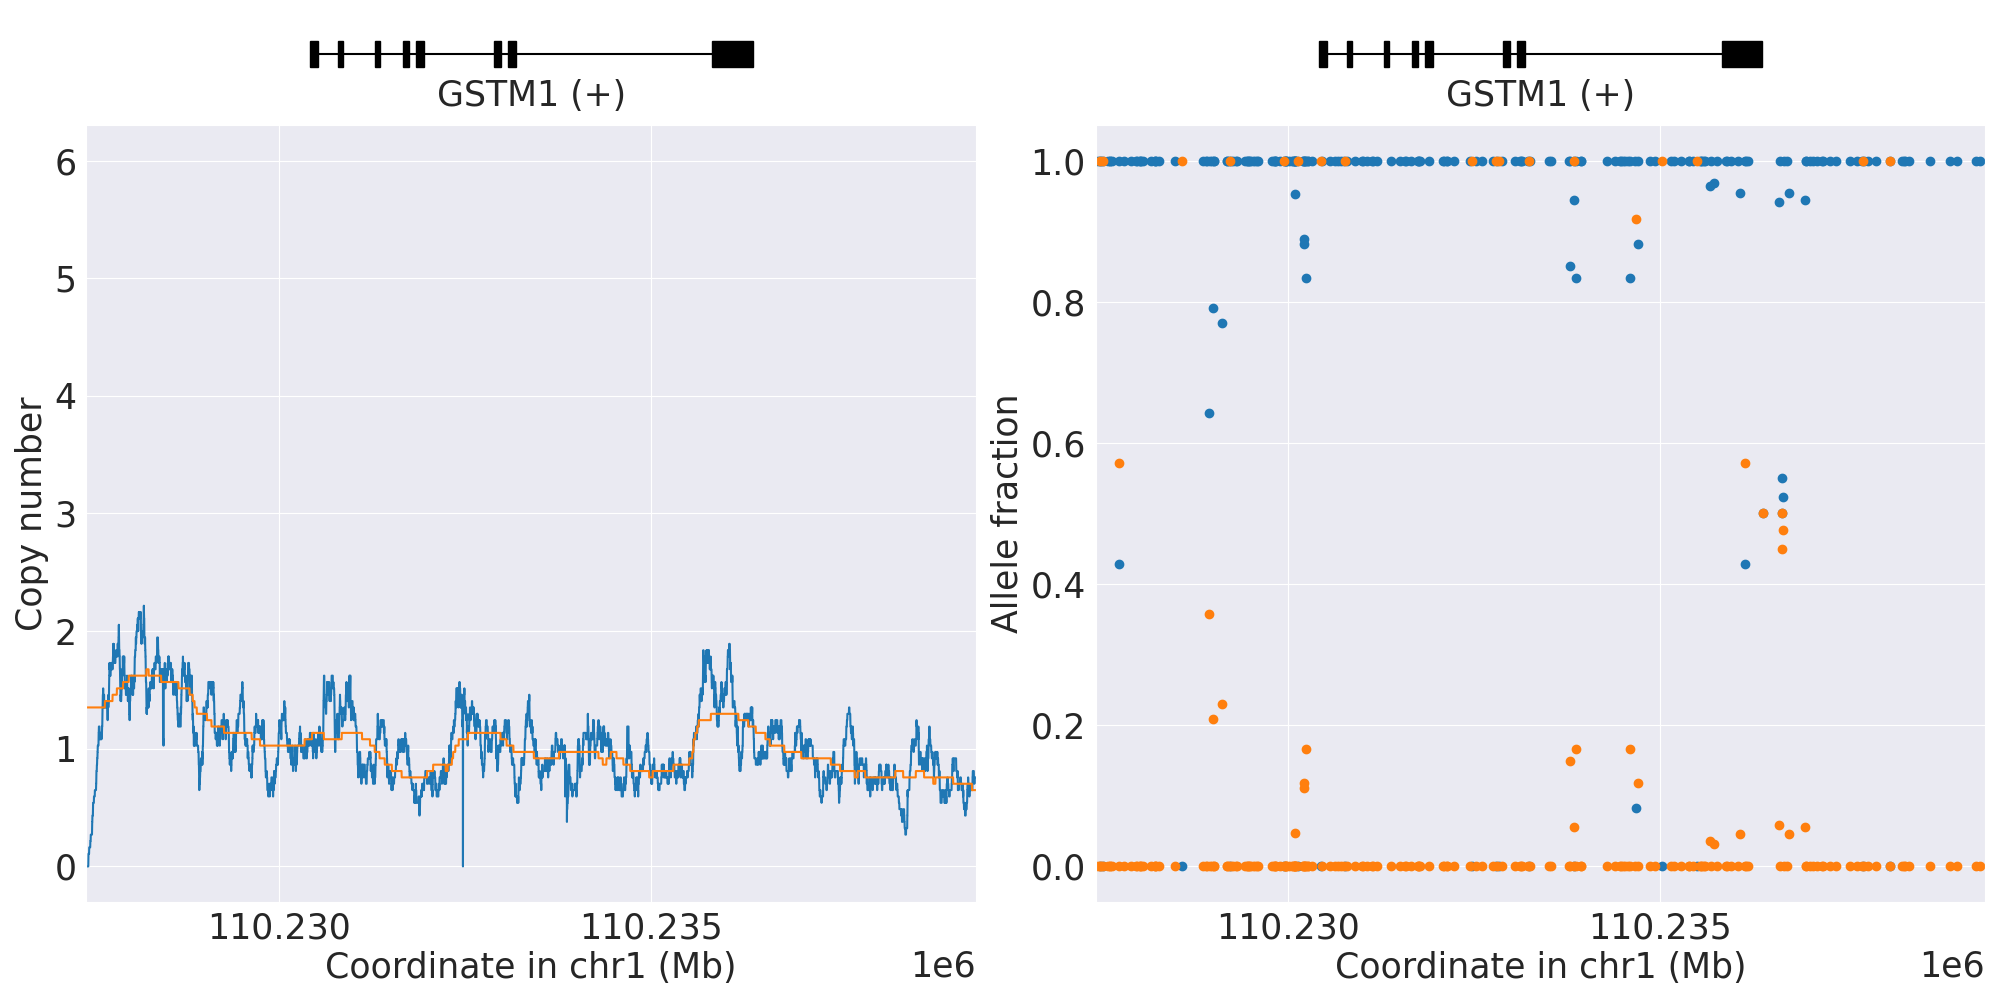 GSTM1 (+)
6
5
4
3
2
1
0
Copy number
110.230
110.235
Coordinate in chr1 (Mb)
1e6
GSTM1 (+)
1.0
0.8
0.6
0.4
0.2
0.0
Allele fraction
110.230
110.235
Coordinate in chr1 (Mb)
1e6